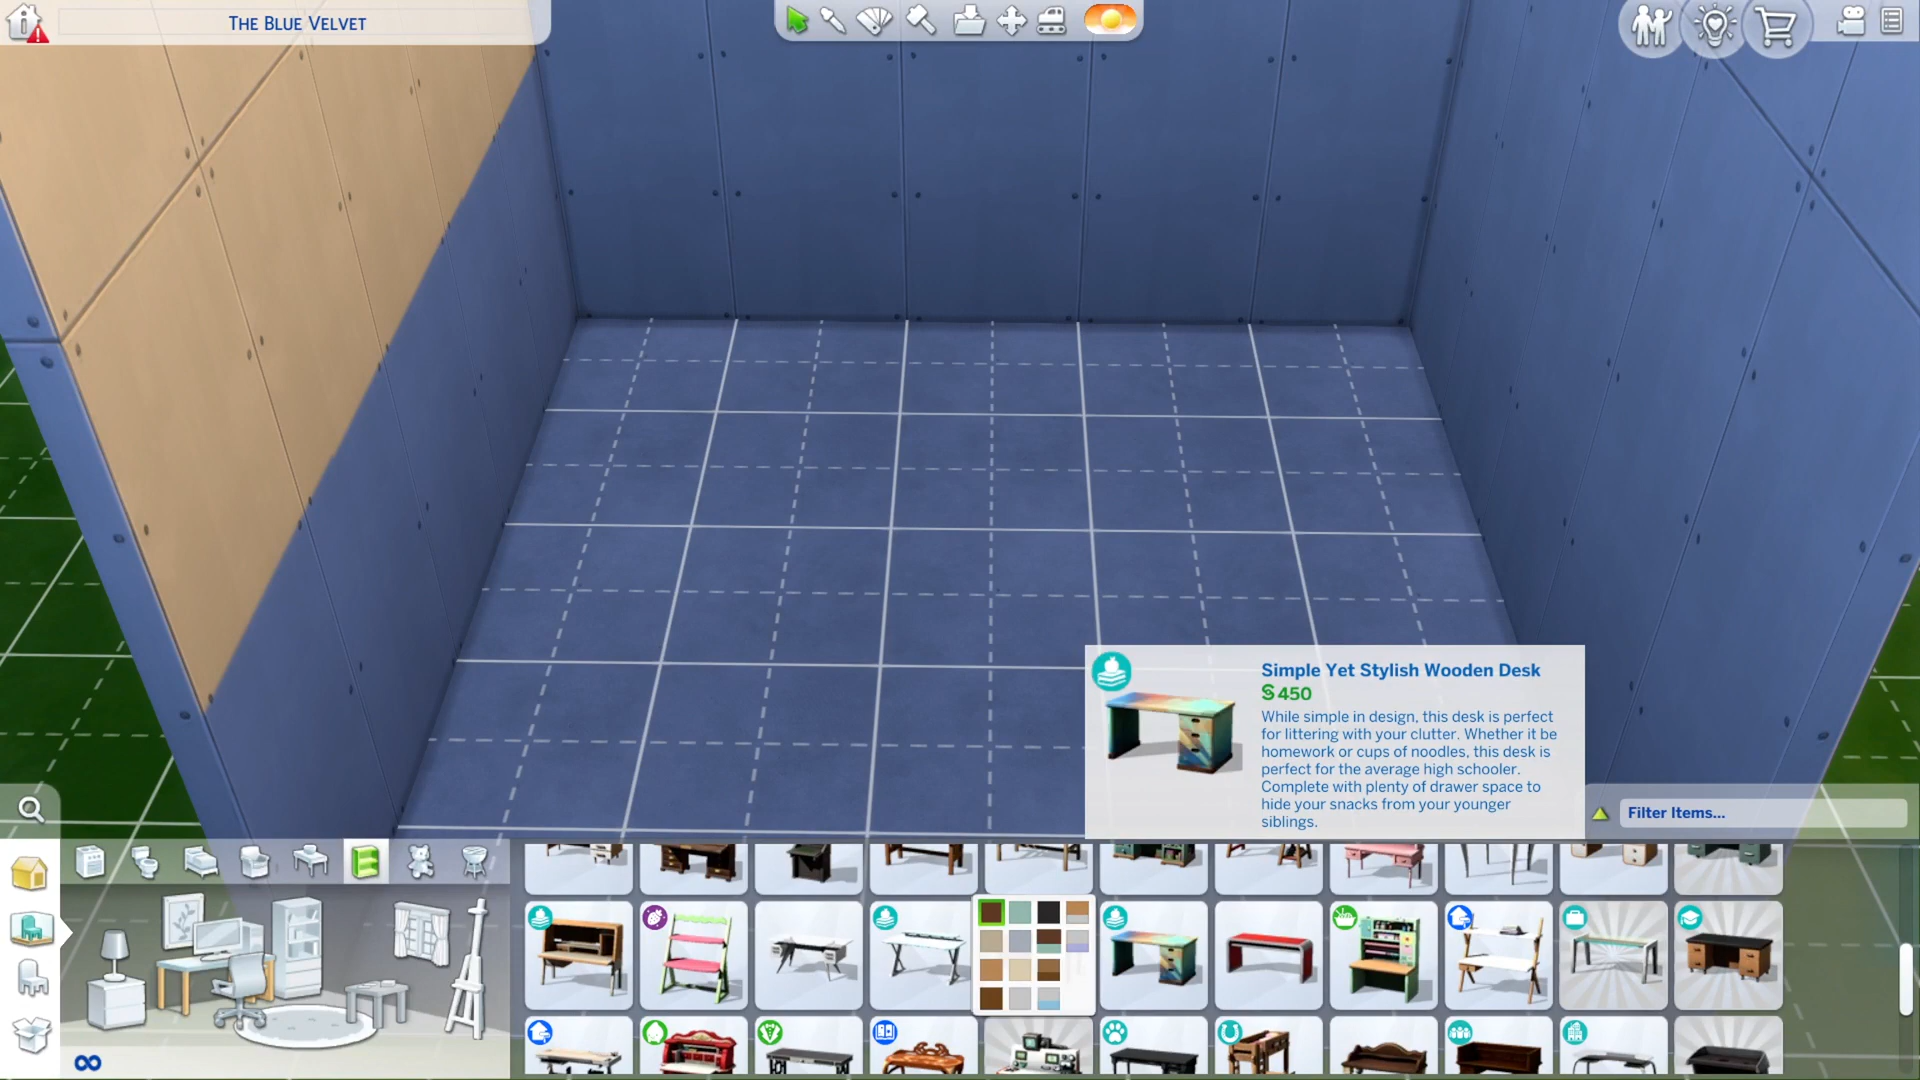 THE BLUE VELVET
Simple Yet Stylish Wooden Desk
§450
While simple in design, this desk is perfect
for littering with your clutter. Whether it be
homework or cups of noodles, this desk is
perfect for the average high schooler.
Complete with plenty of drawer space to
hide your snacks from your younger
siblings.
Filter Items...